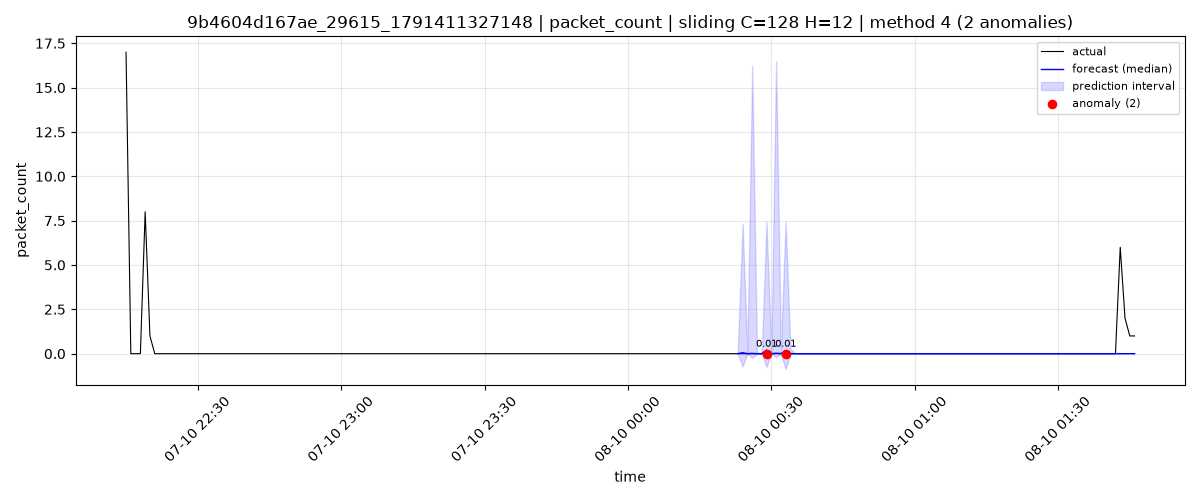 9b4604d167ae_29615_1791411327148 | packet_count | sliding C=128 H=12 | method 4 (2 anomalies)
packet_count
17.5
15.0
12.5
10.0
7.5
5.0
2.5
0.0
actual
forecast (median)
prediction interval
anomaly (2)
0.01
0.01
07-10 22:30
07-10 23:00
07-10 23:30
08-10 00:00
08-10 00:30
08-10 01:00
08-10 01:30
time